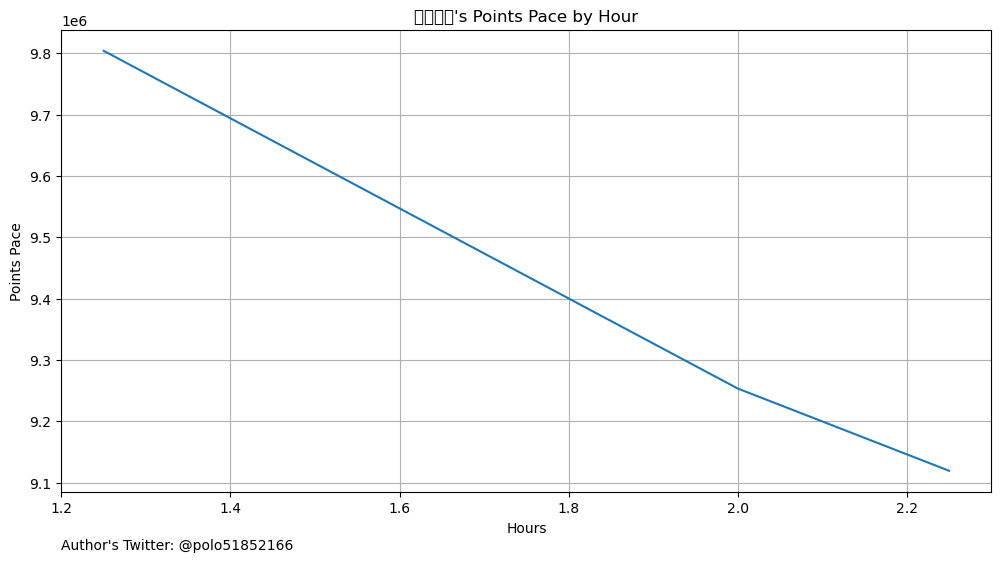 's Points Pace by Hour
1e6
9.8
9.7
9.6
9.5
9.4
9.3
9.2
9.1
Points Pace
1.2 1.4 1.6 1.8 2.0 2.2
Hours
Author's Twitter: @polo51852166